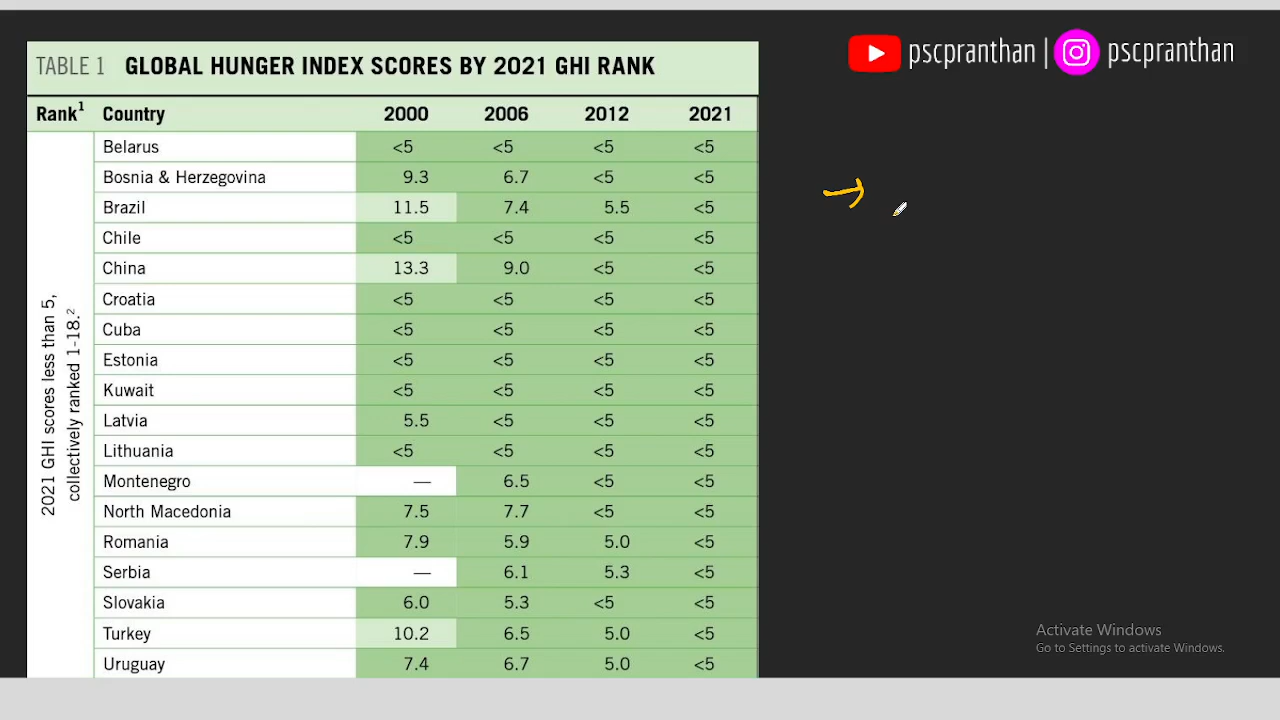 pscpranthan | pscpranthan
TABLE 1 GLOBAL HUNGER INDEX SCORES BY 2021 GHI RANK
Rank¹ Country 2000 2006 2012 2021
2021 GHI scores less than 5,
collectively ranked 1-18.²
Belarus <5 <5 <5 <5
Bosnia & Herzegovina 9.3 6.7 <5 <5
Brazil 11.5 7.4 5.5 <5
Chile <5 <5 <5 <5
China 13.3 9.0 <5 <5
Croatia <5 <5 <5 <5
Cuba <5 <5 <5 <5
Estonia <5 <5 <5 <5
Kuwait <5 <5 <5 <5
Latvia 5.5 <5 <5 <5
Lithuania <5 <5 <5 <5
Montenegro — 6.5 <5 <5
North Macedonia 7.5 7.7 <5 <5
Romania 7.9 5.9 5.0 <5
Serbia — 6.1 5.3 <5
Slovakia 6.0 5.3 <5 <5
Turkey 10.2 6.5 5.0 <5
Uruguay 7.4 6.7 5.0 <5
Activate Windows
Go to Settings to activate Windows.